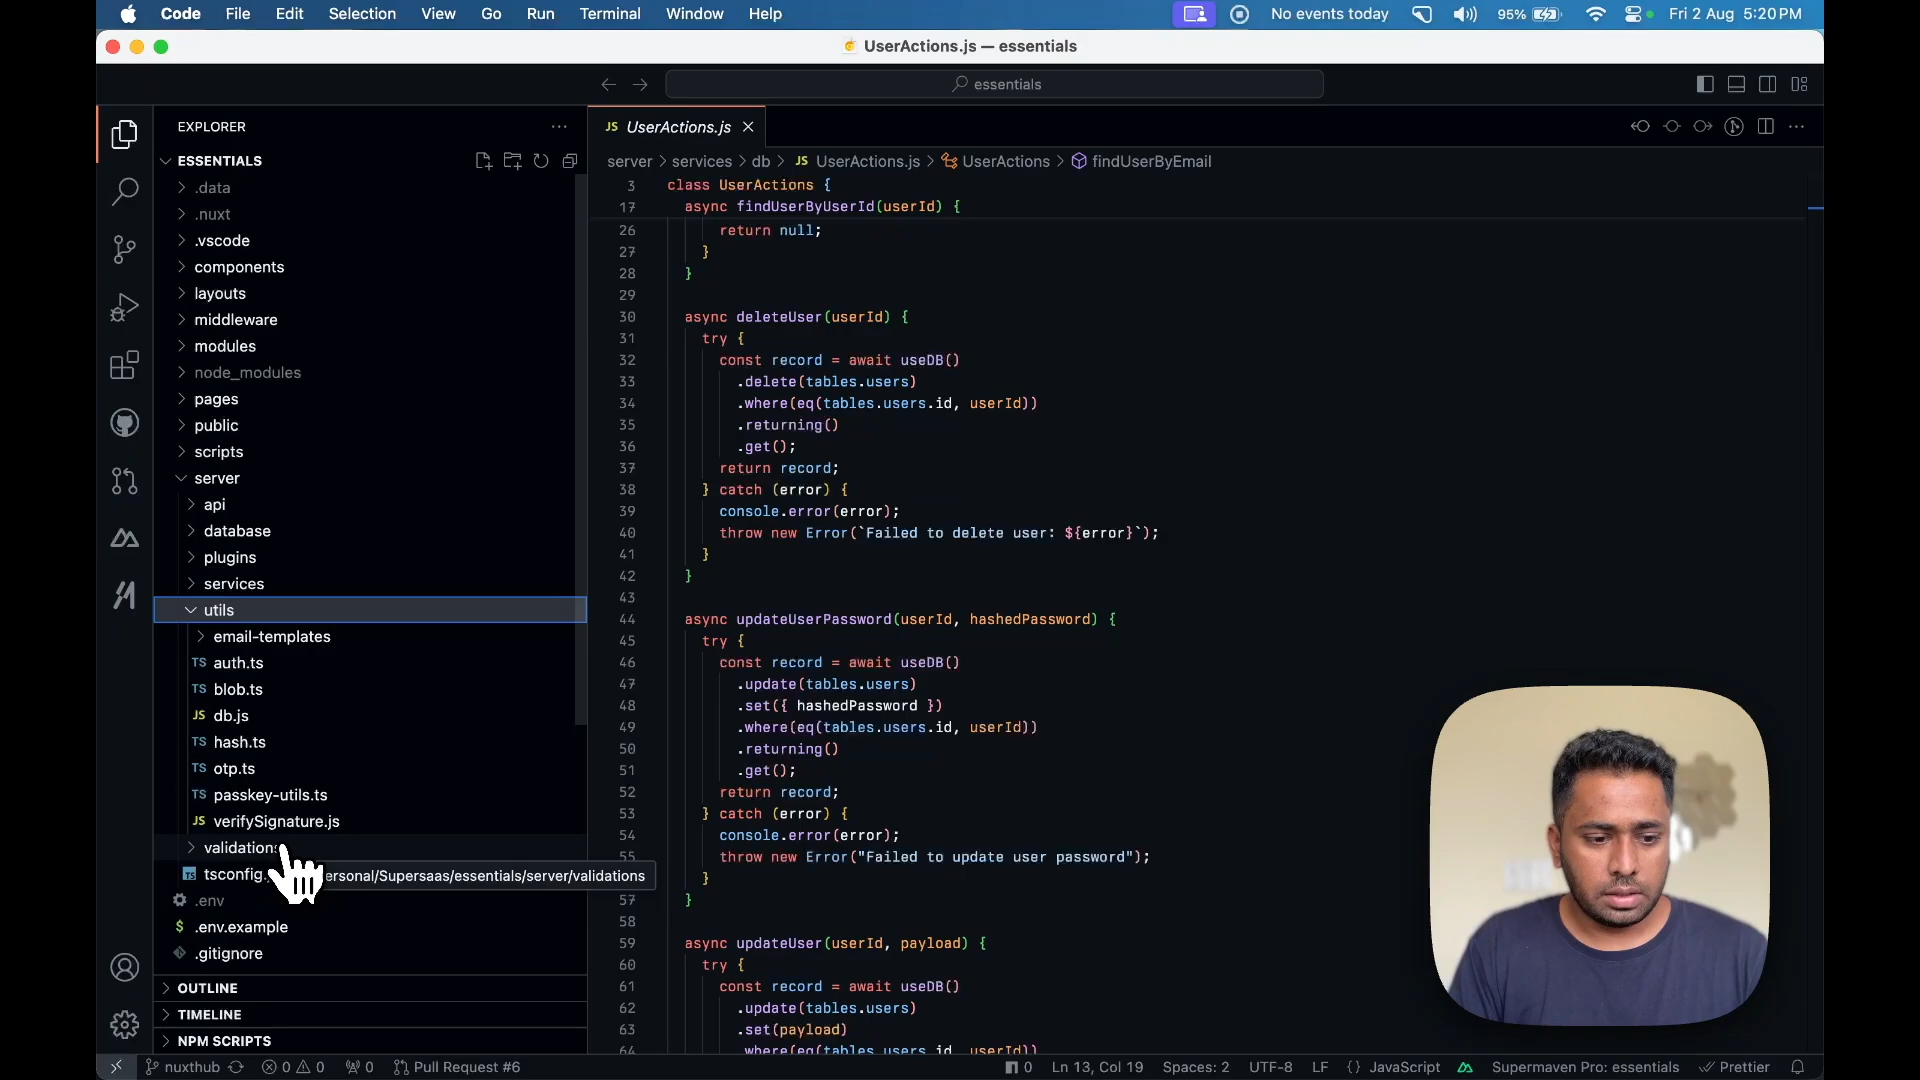 Code File Edit Selection View Go Run Terminal Window Help No events today 95% Fri 2 Aug 5:20 PM
UserActions.js — essentials
essentials
EXPLORER
ESSENTIALS
.data
.nuxt
.vscode
components
layouts
middleware
modules
node_modules
pages
public
scripts
server
api
database
plugins
services
utils
email-templates
TS auth.ts
TS blob.ts
JS db.js
TS hash.ts
TS otp.ts
TS passkey-utils.ts
JS verifySignature.js
validations
TS tsconfig.
ersonal/Supersaas/essentials/server/validations
.env
$ .env.example
.gitignore
OUTLINE
TIMELINE
NPM SCRIPTS
JS UserActions.js
server > services > db > JS UserActions.js > UserActions > findUserByEmail
3 class UserActions {
17 async findUserByUserId(userId) {
26 return null;
27 }
28 }
29
30 async deleteUser(userId) {
31 try {
32 const record = await useDB()
33 .delete(tables.users)
34 .where(eq(tables.users.id, userId))
35 .returning()
36 .get();
37 return record;
38 } catch (error) {
39 console.error(error);
40 throw new Error(`Failed to delete user: ${error}`);
41 }
42 }
43
44 async updateUserPassword(userId, hashedPassword) {
45 try {
46 const record = await useDB()
47 .update(tables.users)
48 .set({ hashedPassword })
49 .where(eq(tables.users.id, userId))
50 .returning()
51 .get();
52 return record;
53 } catch (error) {
54 console.error(error);
55 throw new Error("Failed to update user password");
}
57 }
58
59 async updateUser(userId, payload) {
60 try {
61 const record = await useDB()
62 .update(tables.users)
63 .set(payload)
64 .where(eq(tables.users.id, userId))
nuxthub 0 0 0 Pull Request #6 0 Ln 13, Col 19 Spaces: 2 UTF-8 LF {} JavaScript Supermaven Pro: essentials Prettier